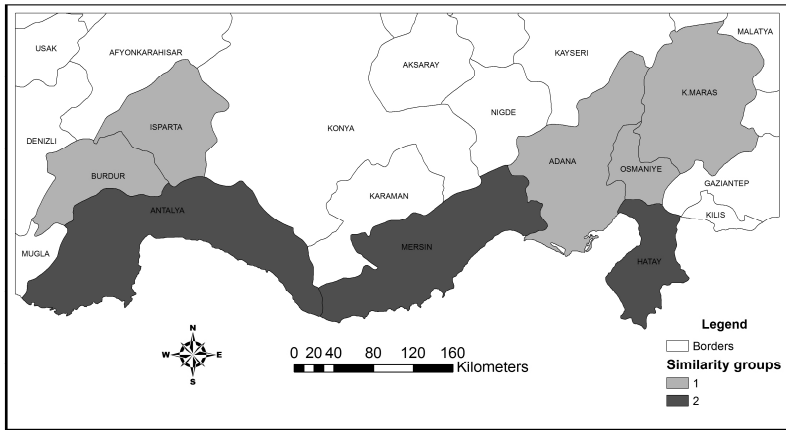 MALATYA
USAK
AFYONKARAHISAR
KAYSERI
AKSARAY
K.MARAS
NIGDE
ISPARTA
KONYA
DENIZLI
ADANA
OSMANIYE
BURDUR
GAZIANTEP
KARAMAN
ANTALYA
KILIS
MERSIN
MUGLA
HATAY
Legend
Borders
Similarity groups
1
2
N
W E
S
0 20 40 80 120 160
Kilometers